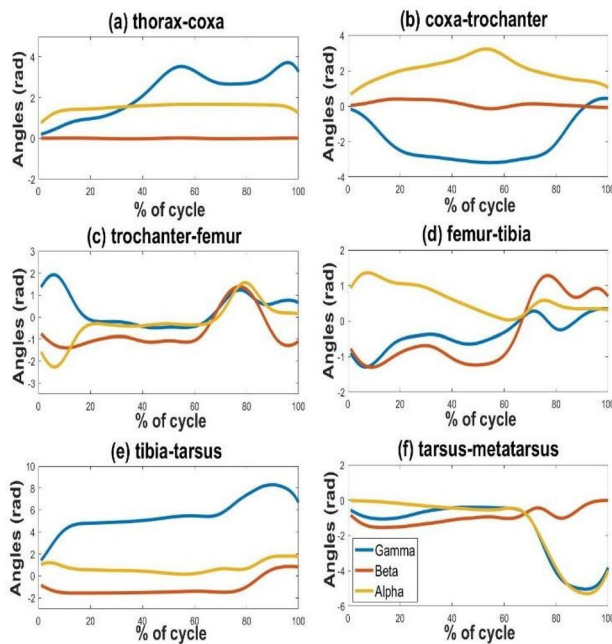 (a) thorax-coxa
Angles (rad)
4
2
0
-2
0 20 40 60 80 100
% of cycle
(b) coxa-trochanter
Angles (rad)
4
2
0
-2
-4
0 20 40 60 80 100
% of cycle
(c) trochanter-femur
Angles (rad)
3
2
1
0
-1
-2
-3
0 20 40 60 80 100
% of cycle
(d) femur-tibia
Angles (rad)
2
1
0
-1
-2
0 20 40 60 80 100
% of cycle
(e) tibia-tarsus
Angles (rad)
10
8
6
4
2
0
-2
0 20 40 60 80 100
% of cycle
(f) tarsus-metatarsus
Angles (rad)
2
0
-2
-4
-6
0 20 40 60 80 100
% of cycle
Gamma
Beta
Alpha